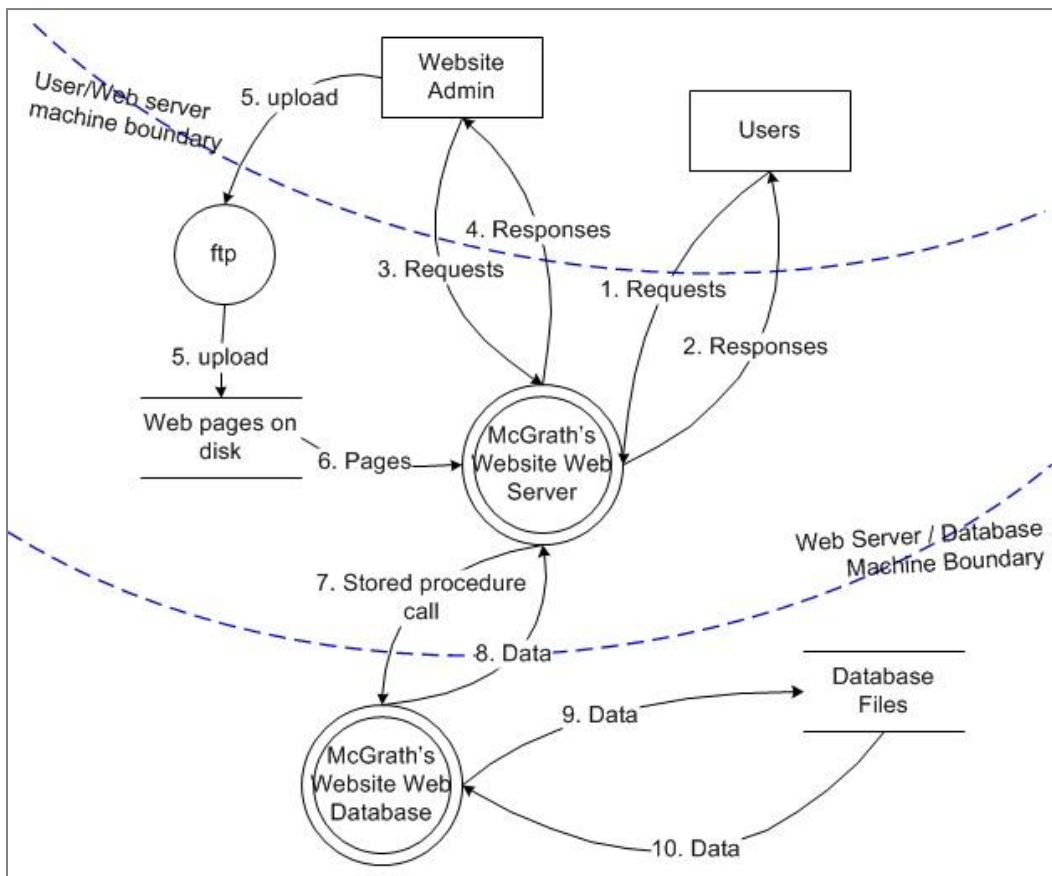 Website
Admin
User/Web server
machine boundary
5. upload
Users
ftp
4. Responses
3. Requests
1. Requests
2. Responses
5. upload
Web pages on
disk
6. Pages
McGrath's
Website Web
Server
Web Server / Database
Machine Boundary
7. Stored procedure
call
8. Data
Database
Files
9. Data
McGrath's
Website Web
Database
10. Data